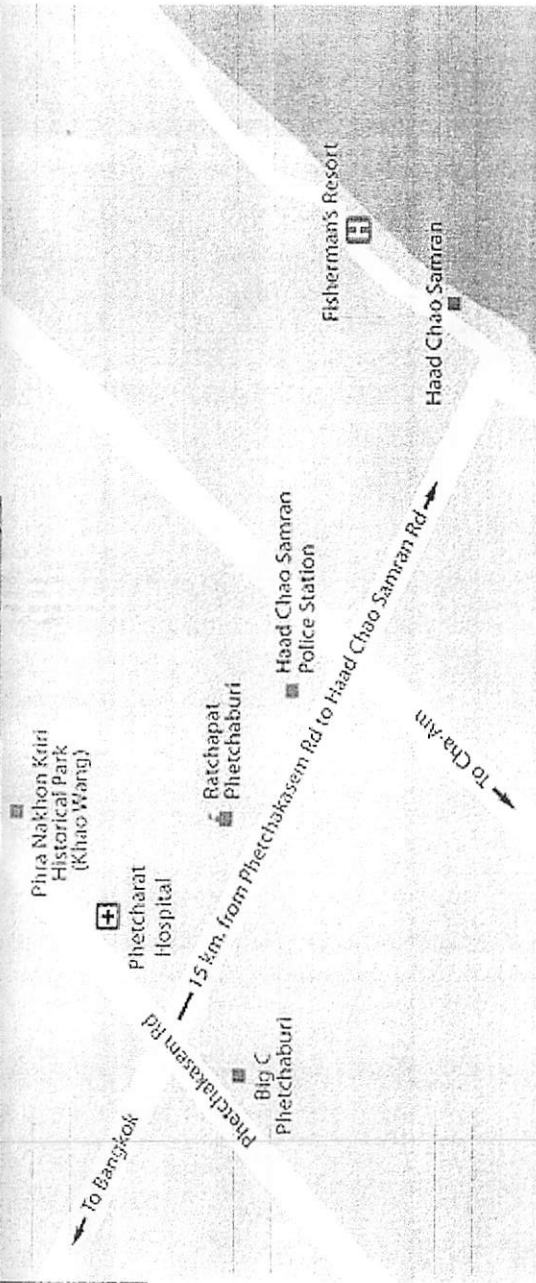 Phra Nakhon Kriri
Historical Park
(Khao Wang)
Phetcharat
Hospital
Ratchapat
Phetchaburi
Haad Chao Samran
Police Station
Fisherman's Resort
H
Haad Chao Samran
To Bangkok
Phetchakasem Rd
15 km. from Phetchakasem Rd to Haad Chao Samran Rd
Big C
Phetchaburi
To Cha-Am